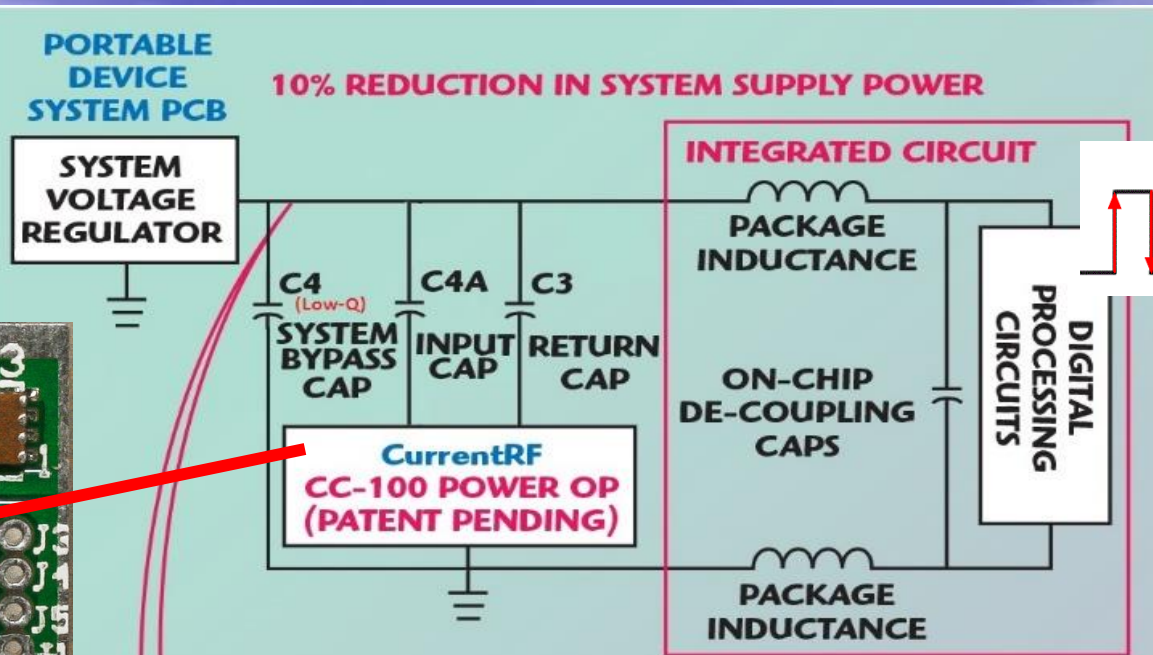 PORTABLE
DEVICE
SYSTEM PCB
10% REDUCTION IN SYSTEM SUPPLY POWER
SYSTEM
VOLTAGE
REGULATOR
INTEGRATED CIRCUIT
PACKAGE
INDUCTANCE
C4
(Low-Q)
SYSTEM
BYPASS
CAP
C4A
INPUT
CAP
C3
RETURN
CAP
ON-CHIP
DE-COUPLING
CAPS
DIGITAL
PROCESSING
CIRCUITS
CurrentRF
CC-100 POWER OP
(PATENT PENDING)
PACKAGE
INDUCTANCE
3
1
J3
J4
J5